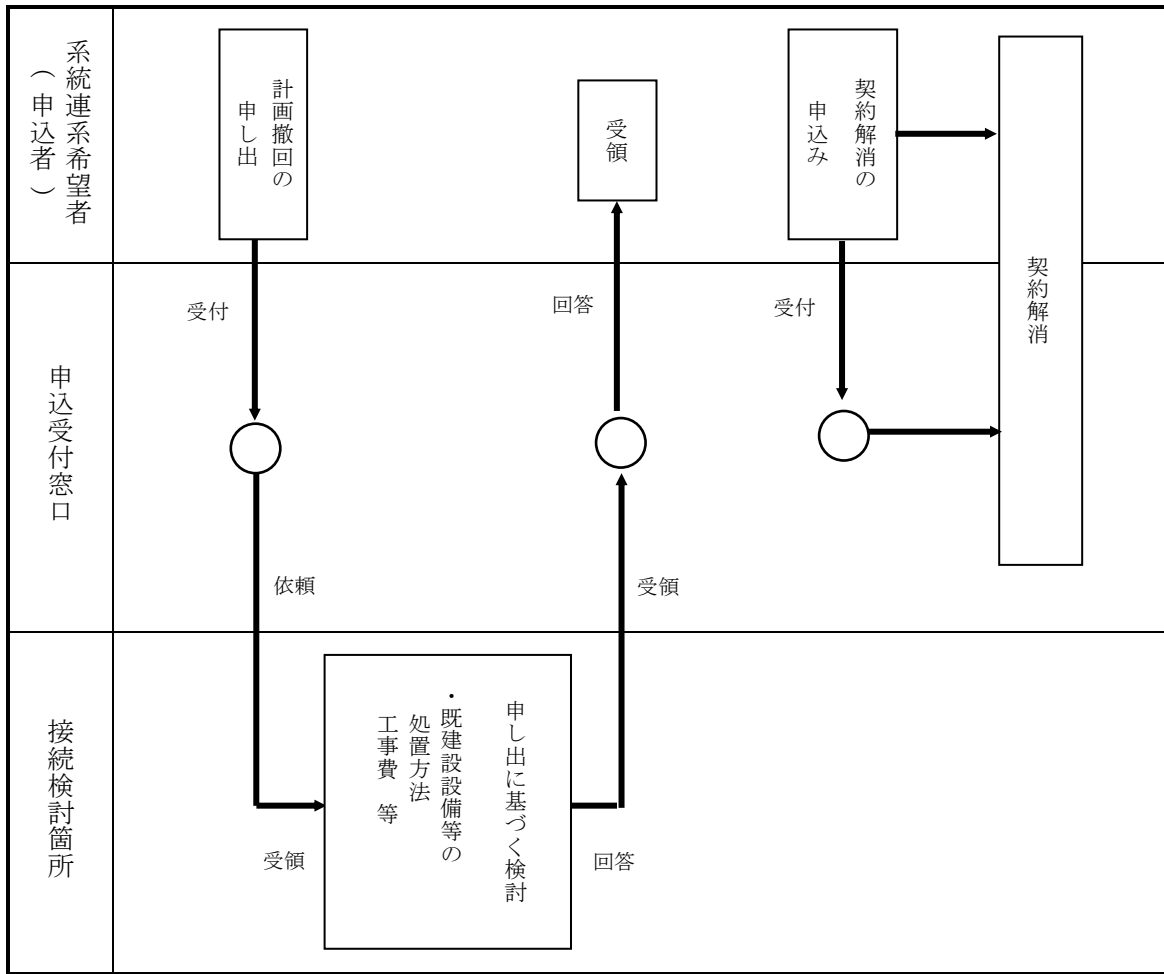 系統連系希望者
（申込者）
計画撤回の
申し出
受領
契約解消の
申込み
契約解消
受付
回答
受付
申込受付窓口
依頼
受領
接続検討箇所
申し出に基づく検討
・既建設設備等の
処置方法
工事費　等
受領
回答